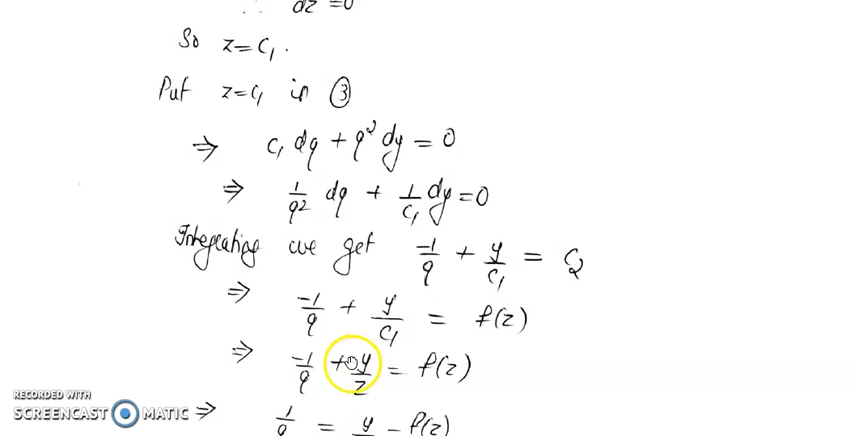 ∴ dz = 0
So z = C₁.
Put z = C₁ in ③
⇒ C₁ dq + q² dy = 0
⇒ 1/q² dq + 1/C₁ dy = 0
Integrating we get -1/q + y/C₁ = C₂
⇒ -1/q + y/C₁ = f(z)
⇒ -1/q + y/z = f(z)
RECORDED WITH
SCREENCAST MATIC
⇒ 1/q = y/ - f(z)